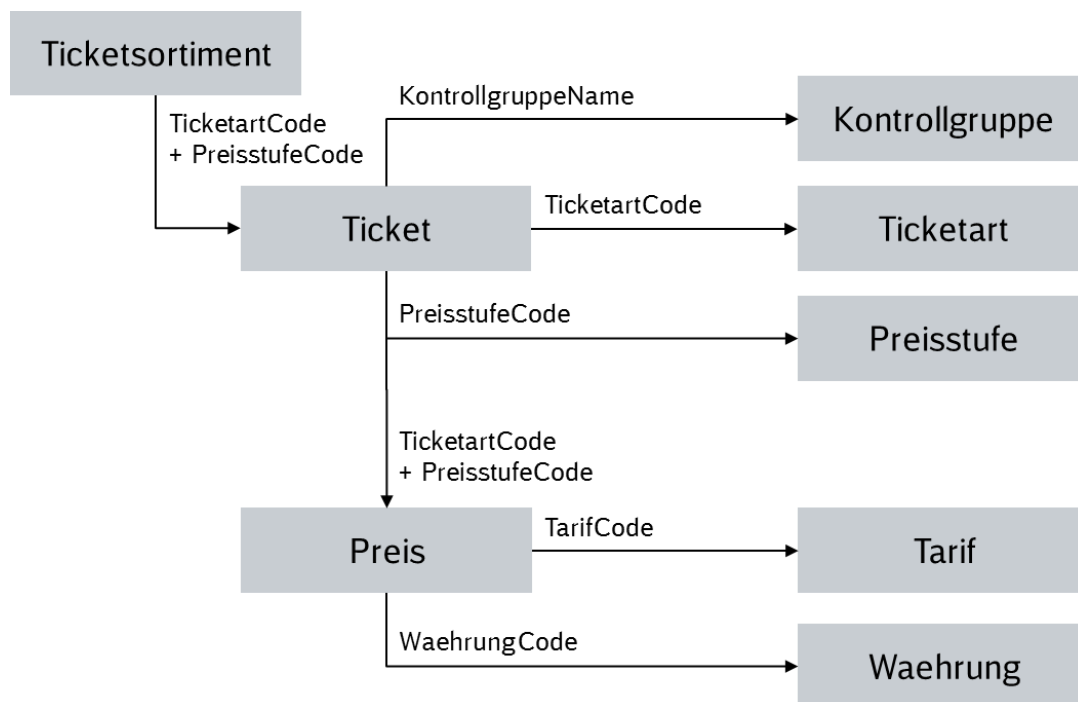 Ticketsortiment
TicketartCode
+ PreisstufeCode
KontrollgruppeName
Kontrollgruppe
Ticket
TicketartCode
Ticketart
PreisstufeCode
Preisstufe
TicketartCode
+ PreisstufeCode
Preis
TarifCode
Tarif
WaehrungCode
Waehrung